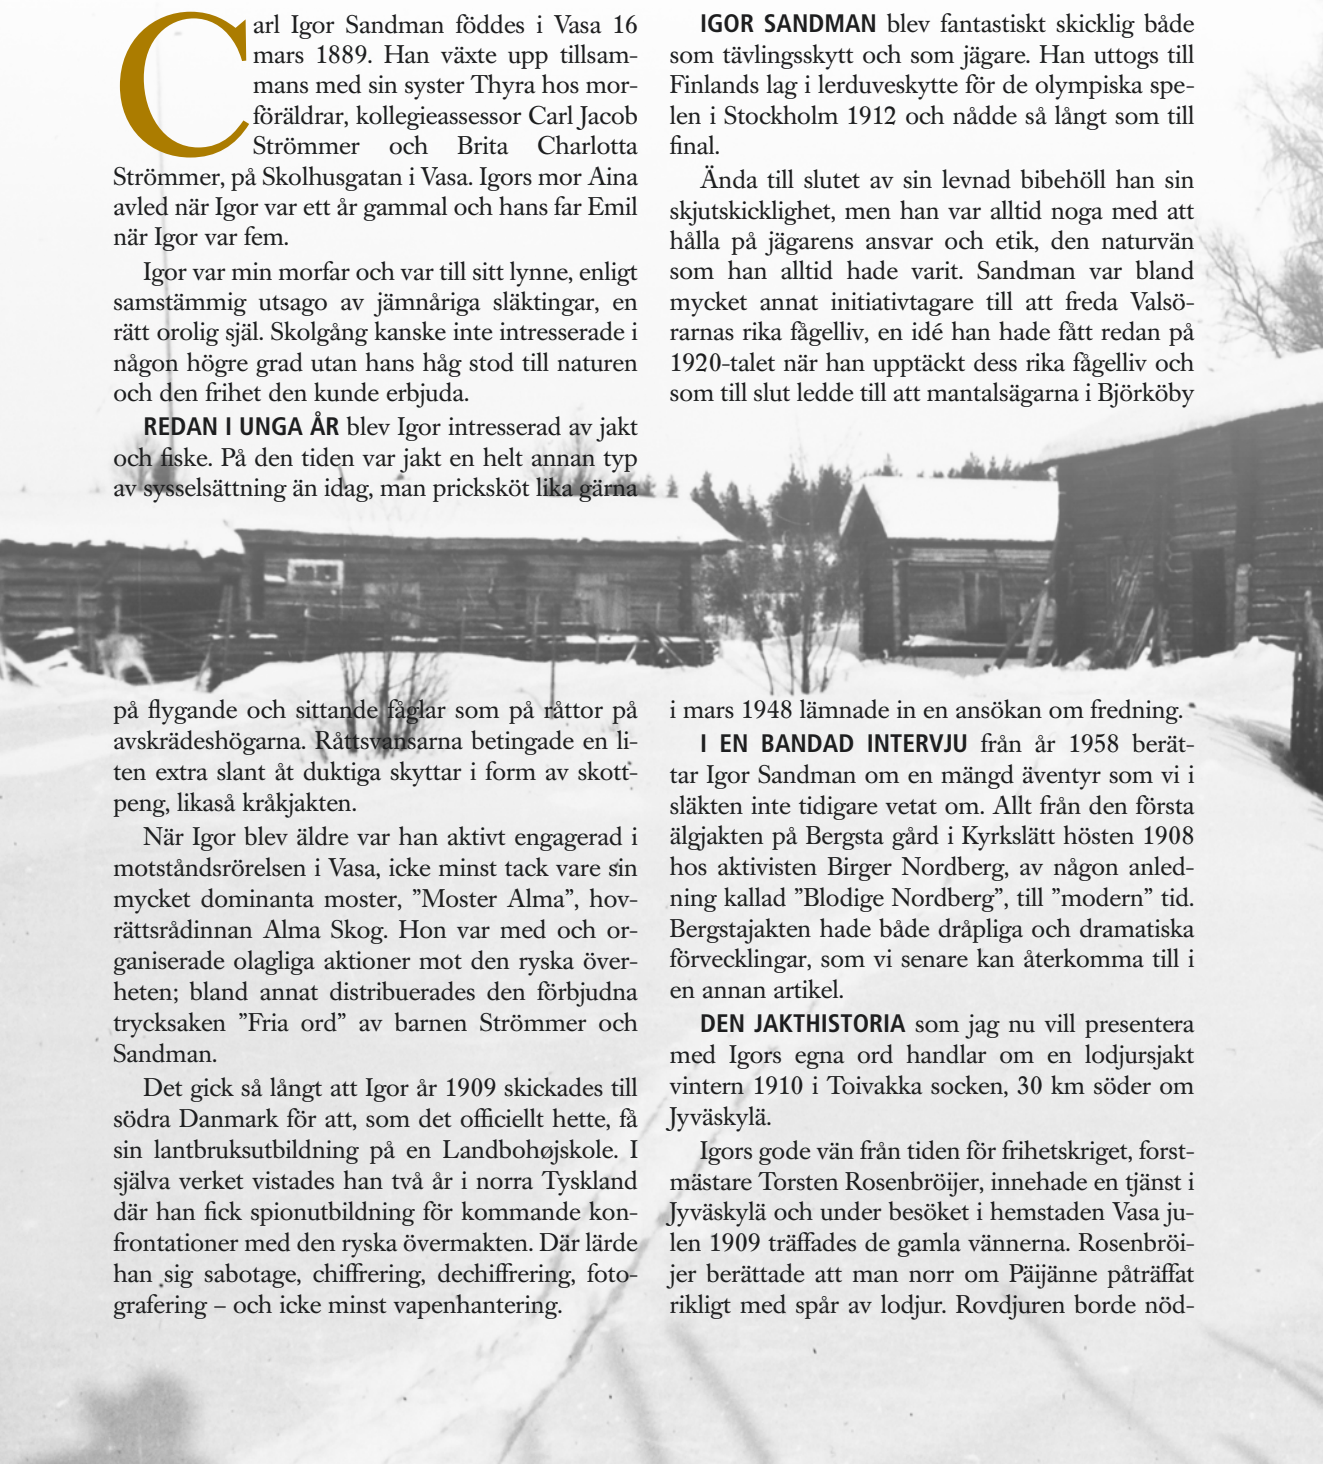 Carl Igor Sandman föddes i Vasa 16
mars 1889. Han växte upp tillsam-
mans med sin syster Thyra hos mor-
föräldrar, kollegieassessor Carl Jacob
Strömmer och Brita Charlotta
Strömmer, på Skolhusgatan i Vasa. Igors mor Aina
avled när Igor var ett år gammal och hans far Emil
när Igor var fem.
Igor var min morfar och var till sitt lynne, enligt
samstämmig utsago av jämnåriga släktingar, en
rätt orolig själ. Skolgång kanske inte intresserade i
någon högre grad utan hans håg stod till naturen
och den frihet den kunde erbjuda.
REDAN I UNGA ÅR blev Igor intresserad av jakt
och fiske. På den tiden var jakt en helt annan typ
av sysselsättning än idag, man pricksköt lika gärna
på flygande och sittande fåglar som på råttor på
avskrädeshögarna. Råttsvansarna betingade en li-
ten extra slant åt duktiga skyttar i form av skott-
peng, likaså kråkjakten.
När Igor blev äldre var han aktivt engagerad i
motståndsrörelsen i Vasa, icke minst tack vare sin
mycket dominanta moster, ”Moster Alma”, hov-
rättsrådinnan Alma Skog. Hon var med och or-
ganiserade olagliga aktioner mot den ryska över-
heten; bland annat distribuerades den förbjudna
trycksaken ”Fria ord” av barnen Strömmer och
Sandman.
Det gick så långt att Igor år 1909 skickades till
södra Danmark för att, som det officiellt hette, få
sin lantbruksutbildning på en Landbohøjskole. I
själva verket vistades han två år i norra Tyskland
där han fick spionutbildning för kommande kon-
frontationer med den ryska övermakten. Där lärde
han sig sabotage, chiffrering, dechiffrering, foto-
grafering – och icke minst vapenhantering.
IGOR SANDMAN blev fantastiskt skicklig både
som tävlingsskytt och som jägare. Han uttogs till
Finlands lag i lerduveskytte för de olympiska spe-
len i Stockholm 1912 och nådde så långt som till
final.
Ända till slutet av sin levnad bibehöll han sin
skjutskicklighet, men han var alltid noga med att
hålla på jägarens ansvar och etik, den naturvän
som han alltid hade varit. Sandman var bland
mycket annat initiativtagare till att freda Valsö-
rarnas rika fågelliv, en idé han hade fått redan på
1920-talet när han upptäckt dess rika fågelliv och
som till slut ledde till att mantalsägarna i Björköby
i mars 1948 lämnade in en ansökan om fredning.
I EN BANDAD INTERVJU från år 1958 berät-
tar Igor Sandman om en mängd äventyr som vi i
släkten inte tidigare vetat om. Allt från den första
älgjakten på Bergsta gård i Kyrkslätt hösten 1908
hos aktivisten Birger Nordberg, av någon anled-
ning kallad ”Blodige Nordberg”, till ”modern” tid.
Bergstajakten hade både dråpliga och dramatiska
förvecklingar, som vi senare kan återkomma till i
en annan artikel.
DEN JAKTHISTORIA som jag nu vill presentera
med Igors egna ord handlar om en lodjursjakt
vintern 1910 i Toivakka socken, 30 km söder om
Jyväskylä.
Igors gode vän från tiden för frihetskriget, forst-
mästare Torsten Rosenbröijer, innehade en tjänst i
Jyväskylä och under besöket i hemstaden Vasa ju-
len 1909 träffades de gamla vännerna. Rosenbröi-
jer berättade att man norr om Päijänne påträffat
rikligt med spår av lodjur. Rovdjuren borde nöd-